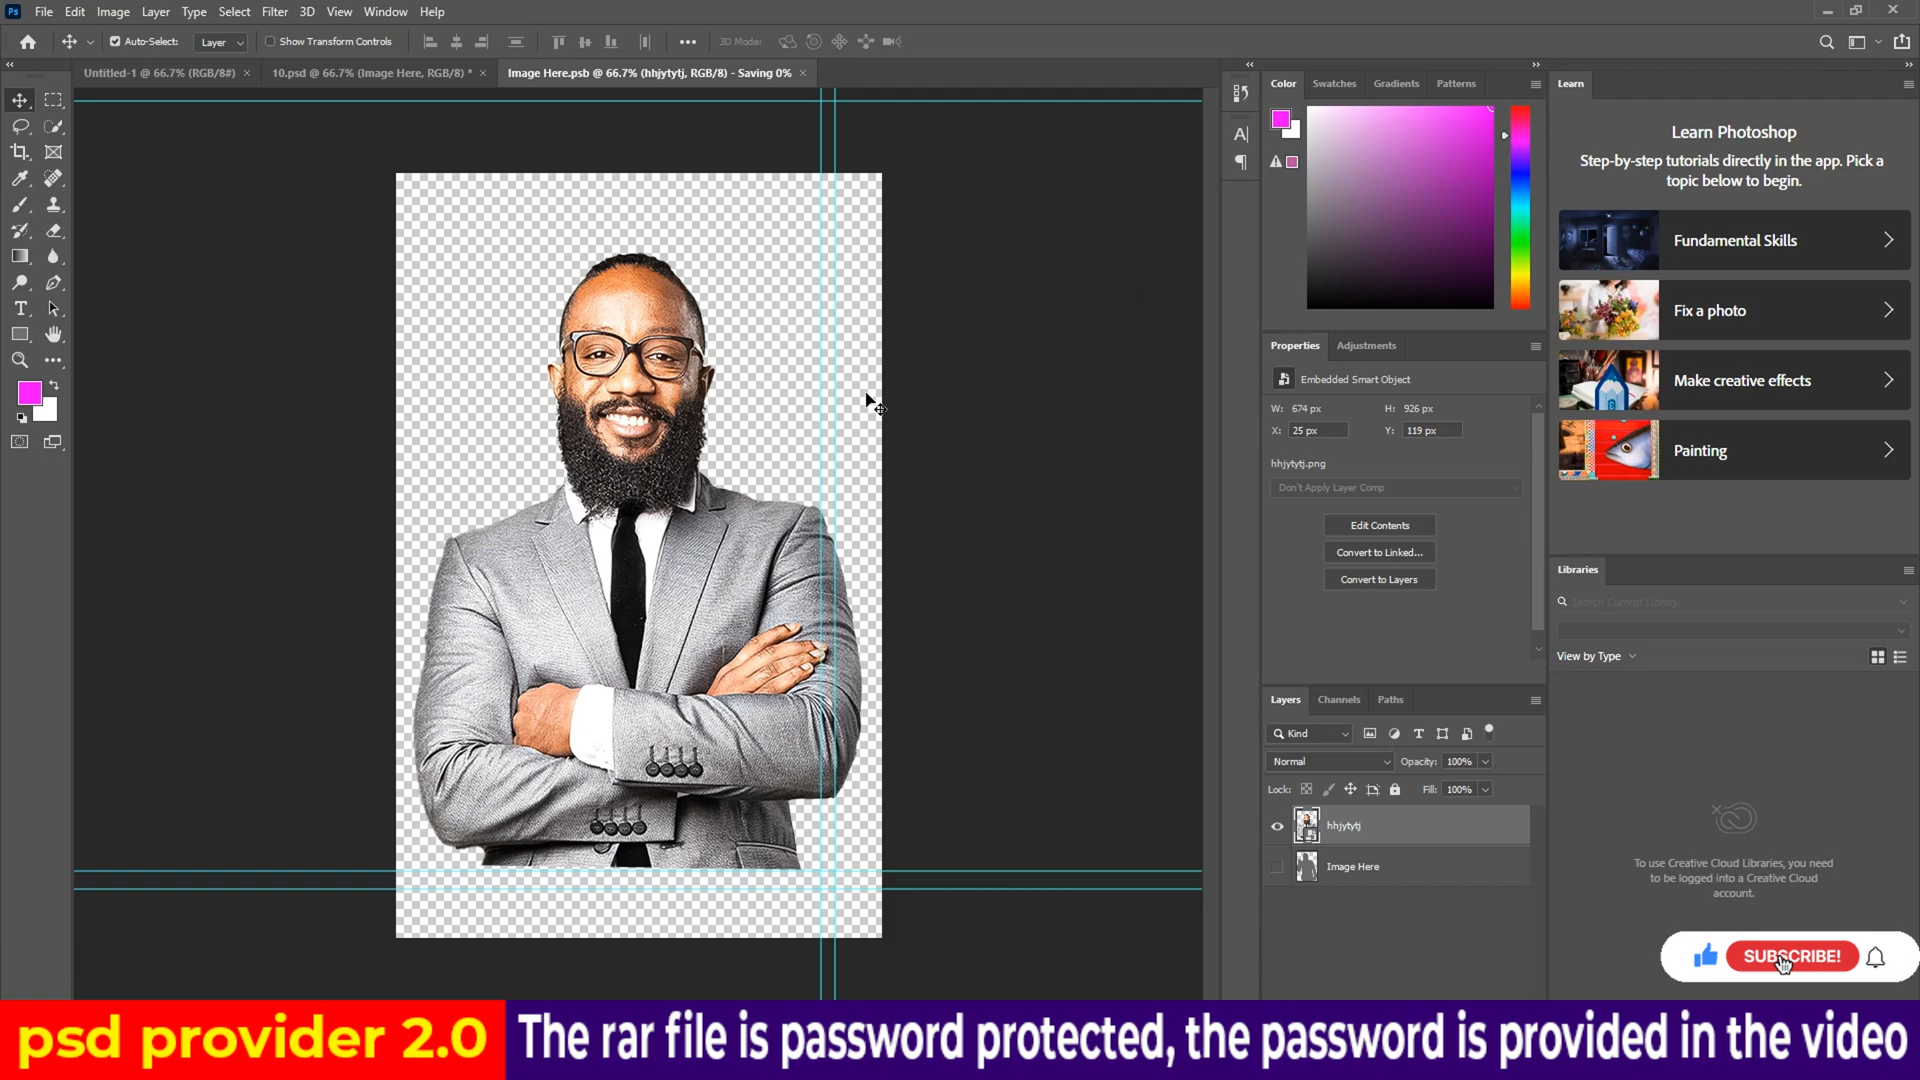 Ps File Edit Image Layer Type Select Filter 3D View Window Help
Auto-Select: Layer Show Transform Controls 3D Mode:
Untitled-1 @ 66.7% (RGB/8#) × 10.psd @ 66.7% (Image Here, RGB/8) * × Image Here.psb @ 66.7% (hhjytytj, RGB/8) - Saving 0% ×
Color Swatches Gradients Patterns
Properties Adjustments
Embedded Smart Object
W: 674 px H: 926 px
X: 25 px Y: 119 px
hhjytytj.png
Don't Apply Layer Comp
Edit Contents
Convert to Linked...
Convert to Layers
Layers Channels Paths
Kind
Normal Opacity: 100%
Lock: Fill: 100%
hhjytytj
Image Here
Learn
Learn Photoshop
Step-by-step tutorials directly in the app. Pick a
topic below to begin.
Fundamental Skills
Fix a photo
Make creative effects
Painting
Libraries
Search Current Library
View by Type
To use Creative Cloud Libraries, you need
to be logged into a Creative Cloud
account.
SUBSCRIBE!
psd provider 2.0
The rar file is password protected, the password is provided in the video